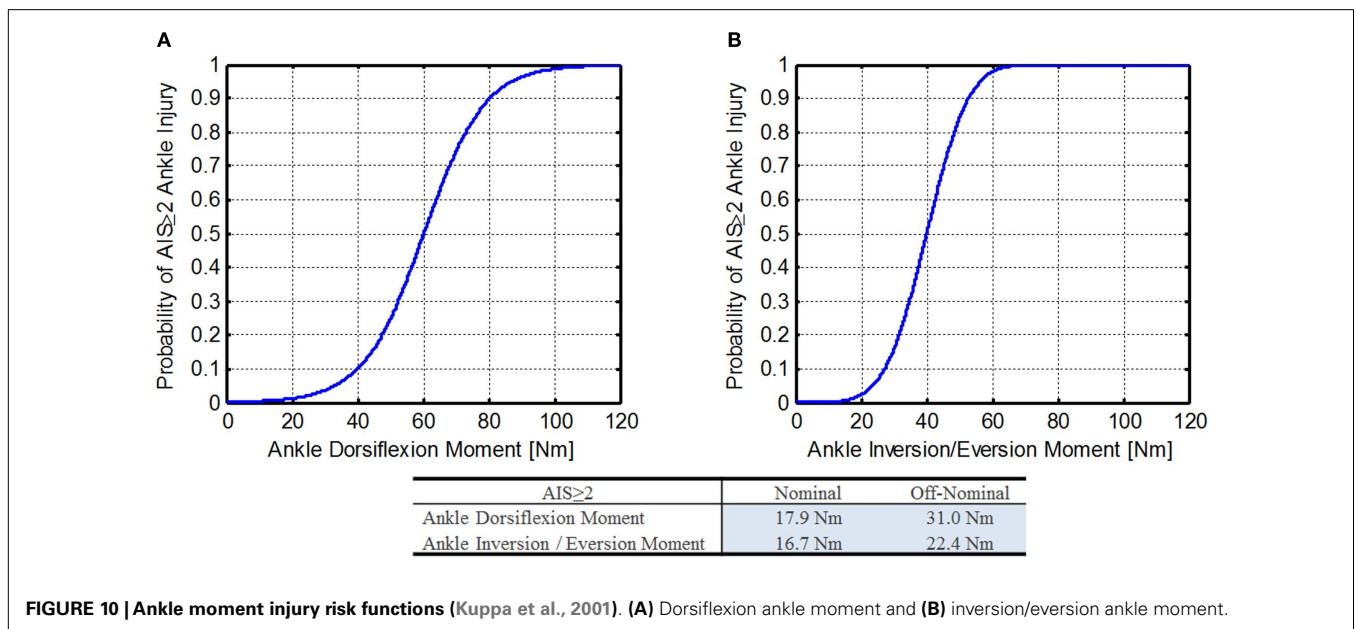 A
Probability of AIS≥2 Ankle Injury
1
0.9
0.8
0.7
0.6
0.5
0.4
0.3
0.2
0.1
0
0 20 40 60 80 100 120
Ankle Dorsiflexion Moment [Nm]
B
Probability of AIS≥2 Ankle Injury
1
0.9
0.8
0.7
0.6
0.5
0.4
0.3
0.2
0.1
0
0 20 40 60 80 100 120
Ankle Inversion/Eversion Moment [Nm]
AIS≥2 Nominal Off-Nominal
Ankle Dorsiflexion Moment 17.9 Nm 31.0 Nm
Ankle Inversion / Eversion Moment 16.7 Nm 22.4 Nm
FIGURE 10 | Ankle moment injury risk functions (Kuppa et al., 2001). (A) Dorsiflexion ankle moment and (B) inversion/eversion ankle moment.